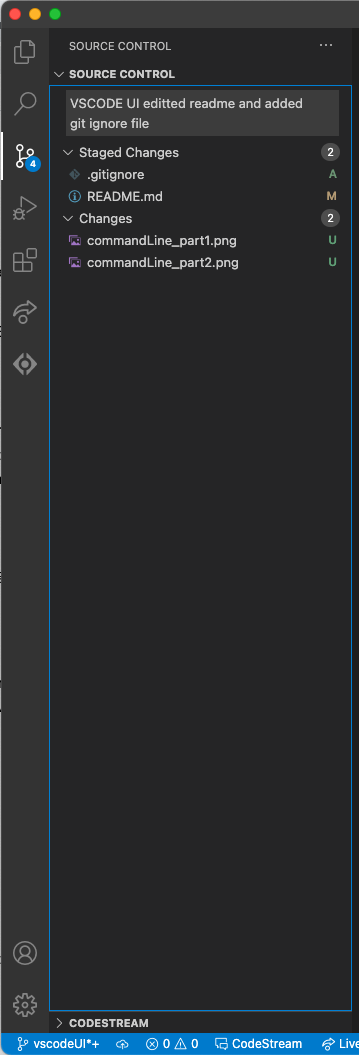 SOURCE CONTROL ...
SOURCE CONTROL
VSCODE UI editted readme and added
git ignore file
Staged Changes 2
.gitignore A
README.md M
Changes 2
commandLine_part1.png U
commandLine_part2.png U
4
CODESTREAM
vscodeUI*+ 0 0 CodeStream Live